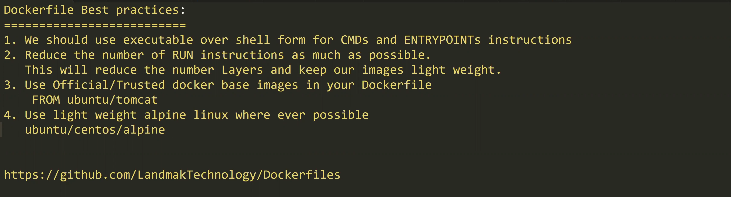 Dockerfile Best practices:
==========================
1. We should use executable over shell form for CMDs and ENTRYPOINTs instructions
2. Reduce the number of RUN instructions as much as possible.
This will reduce the number Layers and keep our images light weight.
3. Use Official/Trusted docker base images in your Dockerfile
FROM ubuntu/tomcat
4. Use light weight alpine linux where ever possible
ubuntu/centos/alpine
https://github.com/LandmakTechnology/Dockerfiles